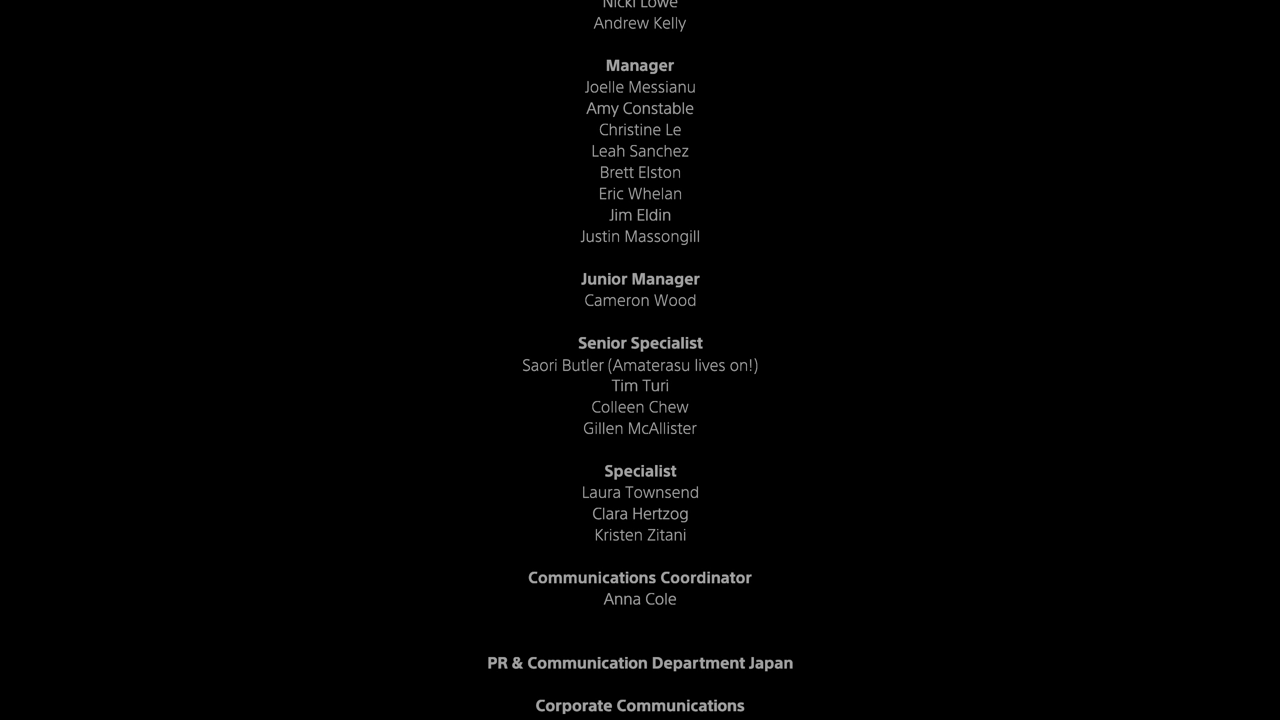 Nicki Lowe
Andrew Kelly
Manager
Joelle Messianu
Amy Constable
Christine Le
Leah Sanchez
Brett Elston
Eric Whelan
Jim Eldin
Justin Massongill
Junior Manager
Cameron Wood
Senior Specialist
Saori Butler (Amaterasu lives on!)
Tim Turi
Colleen Chew
Gillen McAllister
Specialist
Laura Townsend
Clara Hertzog
Kristen Zitani
Communications Coordinator
Anna Cole
PR & Communication Department Japan
Corporate Communications